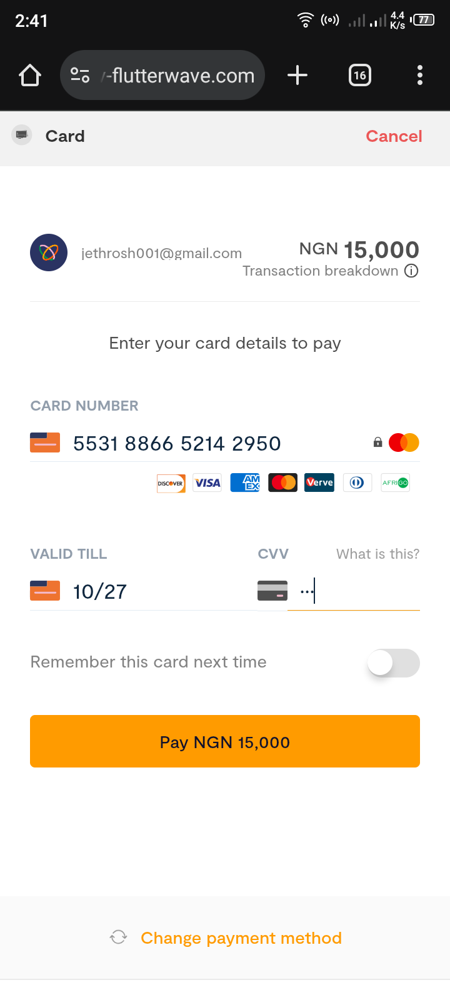 2:41
4.4
K/s
77
/-flutterwave.com
16
Card
Cancel
jethrosh001@gmail.com
NGN 15,000
Transaction breakdown
Enter your card details to pay
CARD NUMBER
5531 8866 5214 2950
DISCOVER
VISA
AM
EX
Verve
AFRIGO
VALID TILL
CVV
What is this?
10/27
•••
Remember this card next time
Pay NGN 15,000
Change payment method